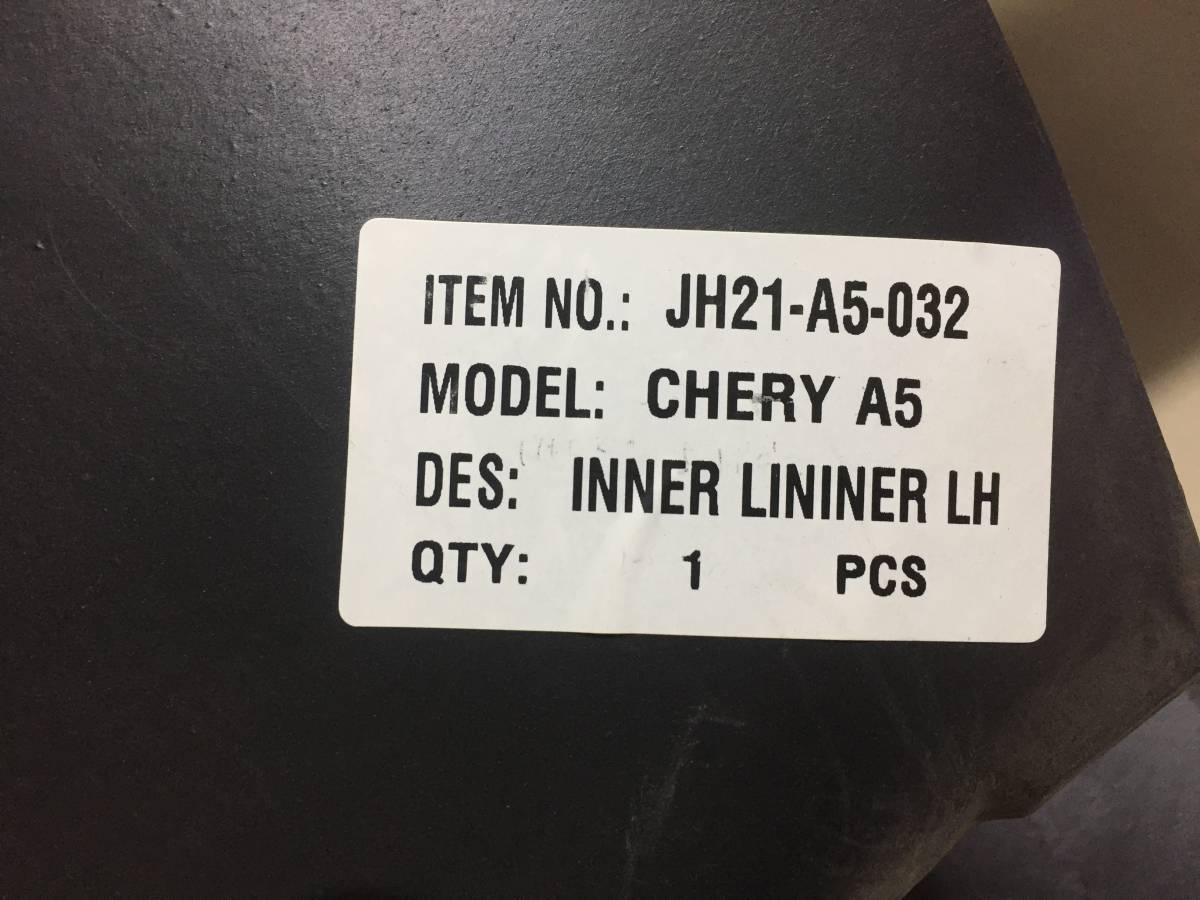 ITEM NO.: JH21-A5-032
MODEL: CHERY A5
DES: INNER LININER LH
QTY: 1 PCS